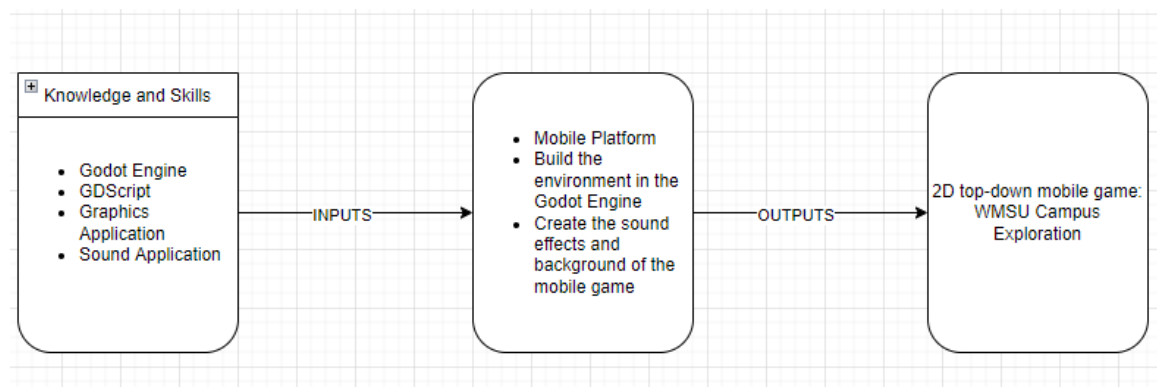 Knowledge and Skills
• Godot Engine
• GDScript
• Graphics
Application
• Sound Application
INPUTS
• Mobile Platform
• Build the
environment in the
Godot Engine
• Create the sound
effects and
background of the
mobile game
OUTPUTS
2D top-down mobile game:
WMSU Campus
Exploration